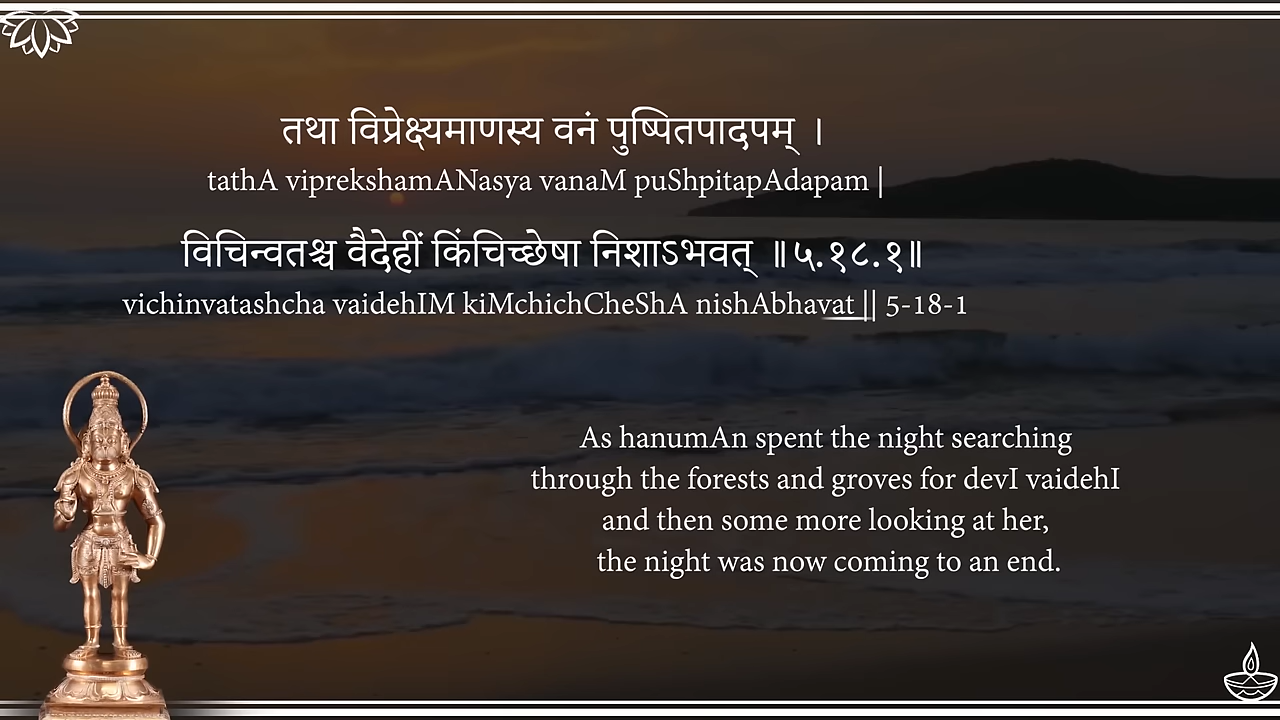 तथा विप्रेक्ष्यमाणस्य वनं पुष्पितपादपम् ।
tathA viprekshamANasya vanaM puShpitapAdapam |
विचिन्वतश्च वैदेहीं किंचिच्छेषा निशाऽभवत् ॥५.१८.१॥
vichinvatashcha vaidehIM kiMchichCheShA nishAbhavat || 5-18-1
As hanumAn spent the night searching
through the forests and groves for devI vaidehI
and then some more looking at her,
the night was now coming to an end.